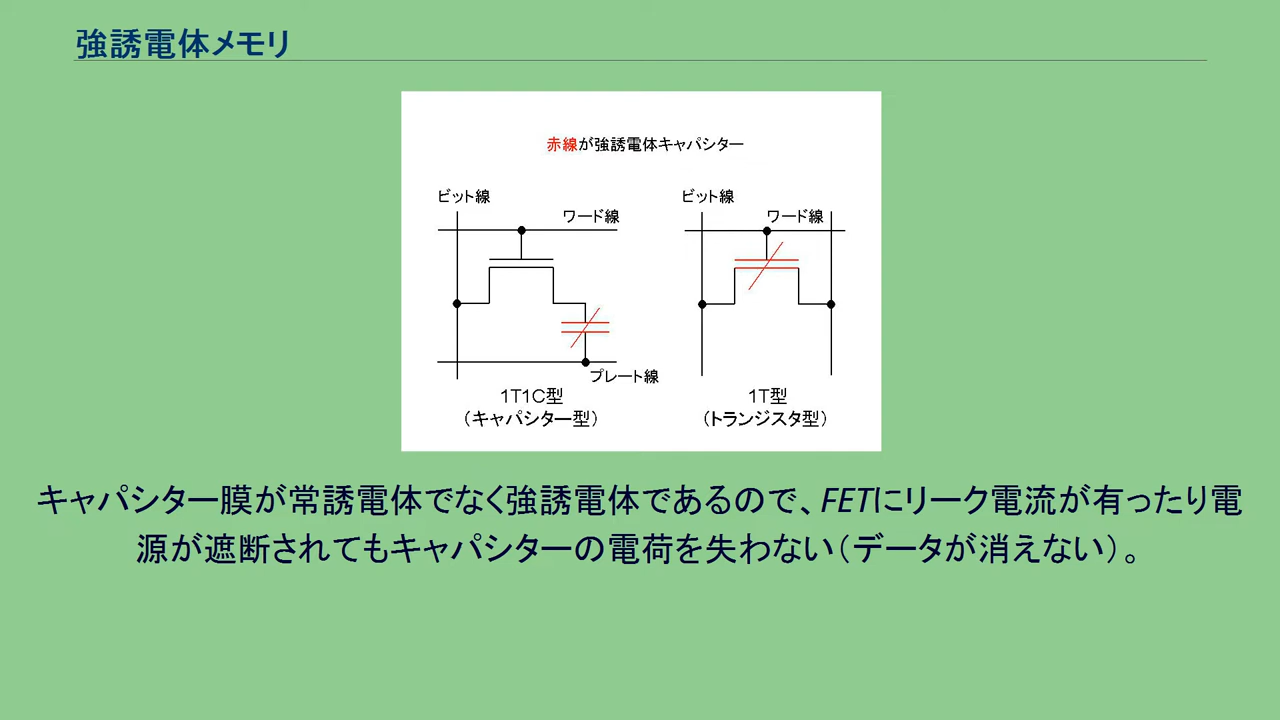 強誘電体メモリ
赤線が強誘電体キャパシター
ビット線
ワード線
プレート線
1T1C型
（キャパシター型）
ビット線
ワード線
1T型
（トランジスタ型）
キャパシター膜が常誘電体でなく強誘電体であるので、FETにリーク電流が有ったり電
源が遮断されてもキャパシターの電荷を失わない（データが消えない）。